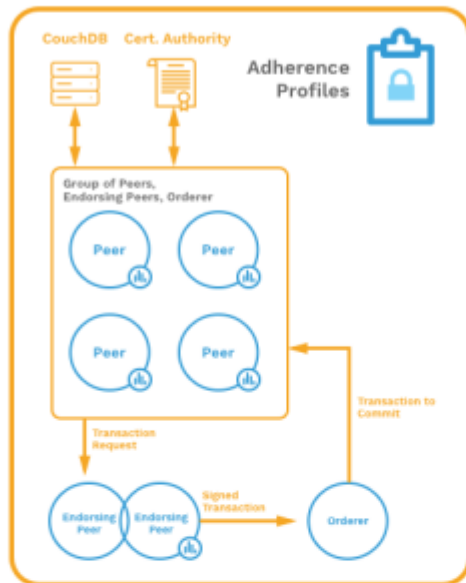 CouchDB
Cert. Authority
Adherence
Profiles
Group of Peers,
Endorsing Peers, Orderer
Peer
Peer
Peer
Peer
Transaction
Request
Transaction to
Commit
Endorsing
Peer
Endorsing
Peer
Signed
Transaction
Orderer